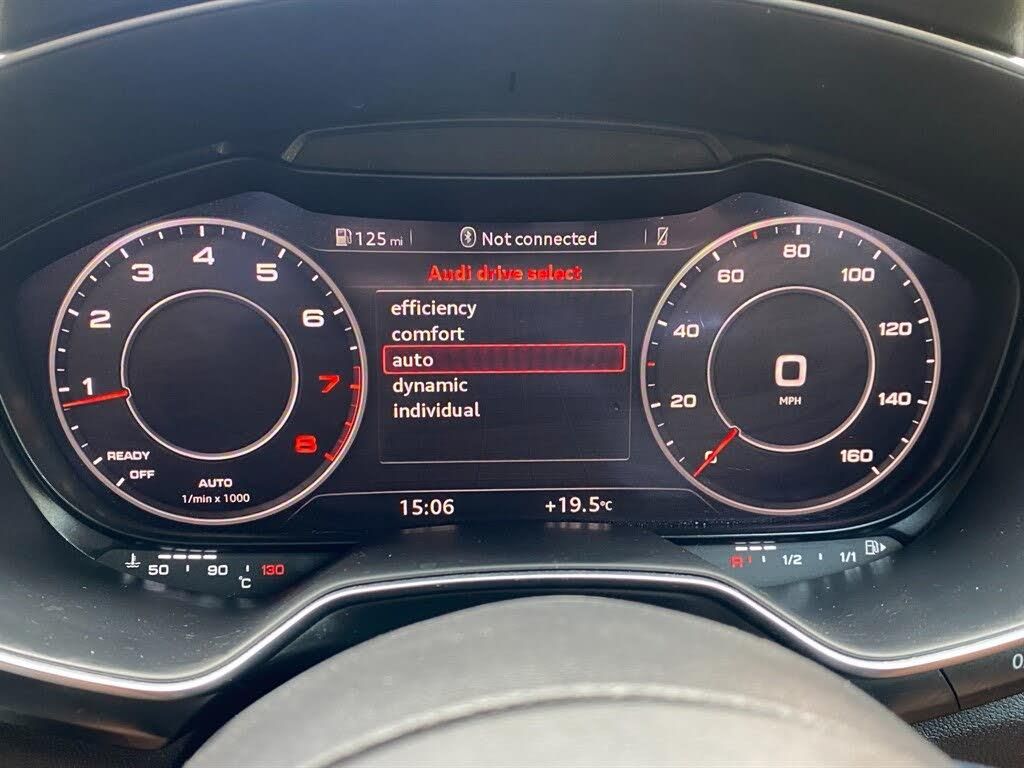 125 mi
Not connected
Audi drive select
efficiency
comfort
auto
dynamic
individual
15:06
+19.5°C
1
2
3
4
5
6
7
8
READY
OFF
AUTO
1/min x 1000
0
20
40
60
80
100
120
140
160
0
MPH
50
90
130
°C
R
1/2
1/1
0